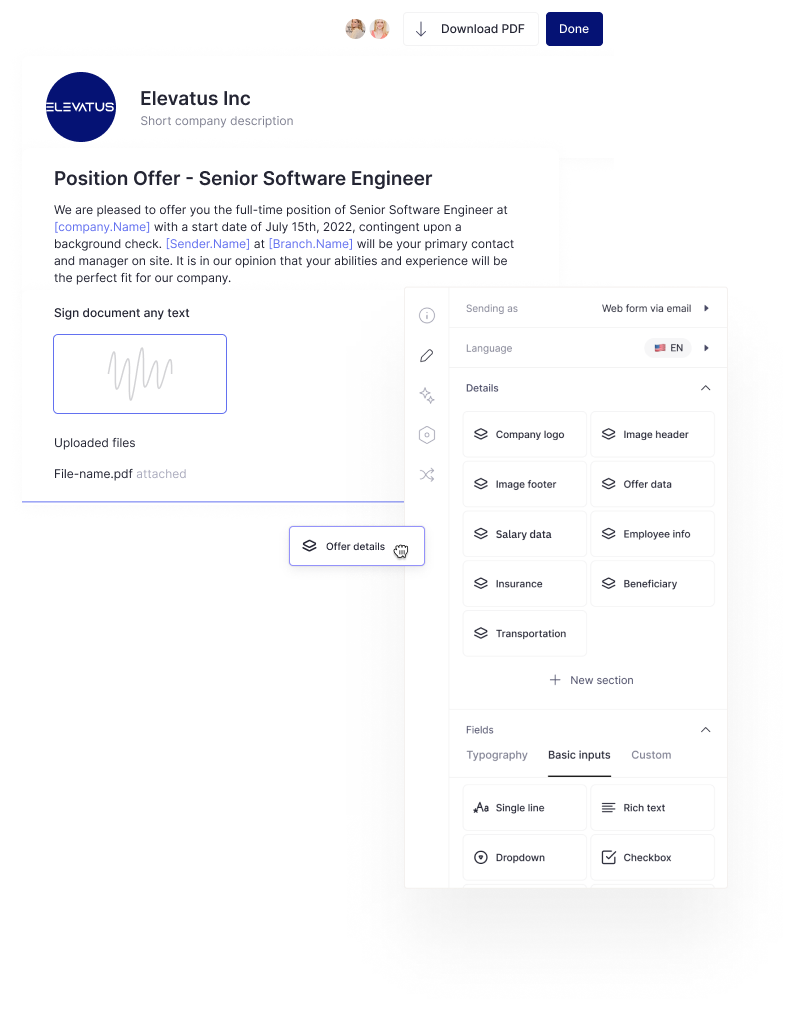 Download PDF
Done
ELEVATUS
Elevatus Inc
Short company description
Position Offer - Senior Software Engineer
We are pleased to offer you the full-time position of Senior Software Engineer at
[company.Name] with a start date of July 15th, 2022, contingent upon a
background check. [Sender.Name] at [Branch.Name] will be your primary contact
and manager on site. It is in our opinion that your abilities and experience will be
the perfect fit for our company.
Sign document any text
Uploaded files
File-name.pdf attached
Offer details
Sending as
Web form via email
Language
EN
Details
Company logo
Image header
Image footer
Offer data
Salary data
Employee info
Insurance
Beneficiary
Transportation
New section
Fields
Typography
Basic inputs
Custom
Aa
Single line
Rich text
Dropdown
Checkbox